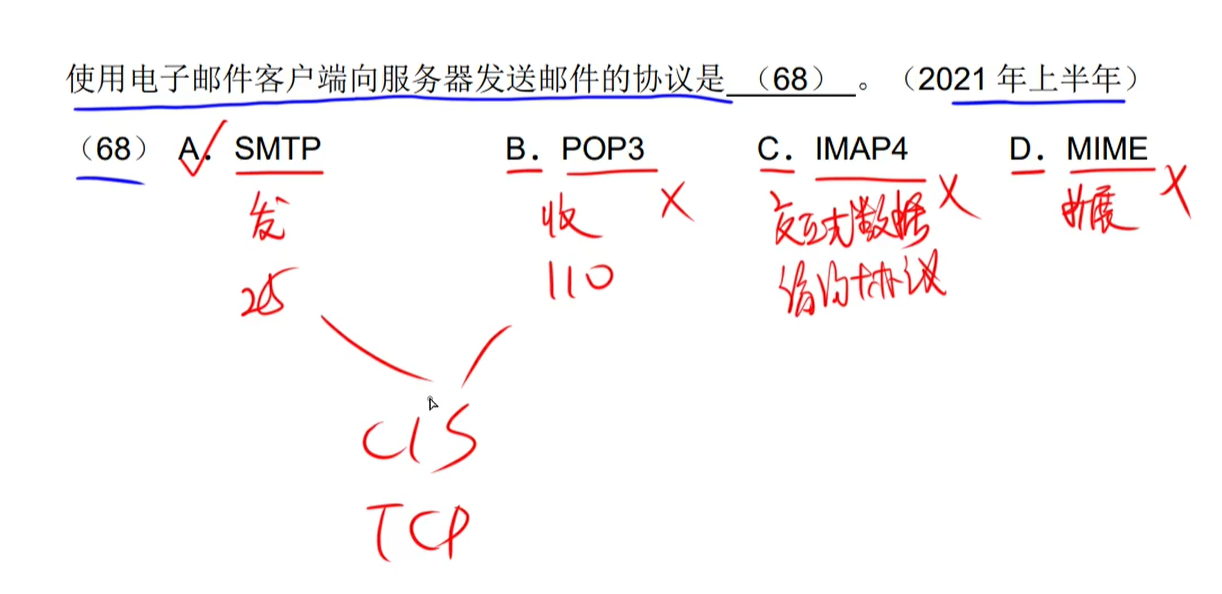 使用电子邮件客户端向服务器发送邮件的协议是 （68） 。（2021 年上半年）
（68） A. SMTP B. POP3 C. IMAP4 D. MIME
发 收 交互式数据 扩展
25 110 消息协议
C/S
TCP